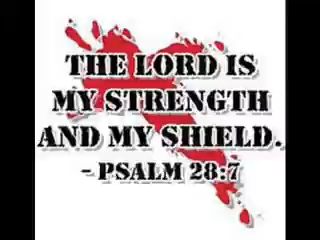 THE LORD IS
MY STRENGTH
AND MY SHIELD.
- PSALM 28:7